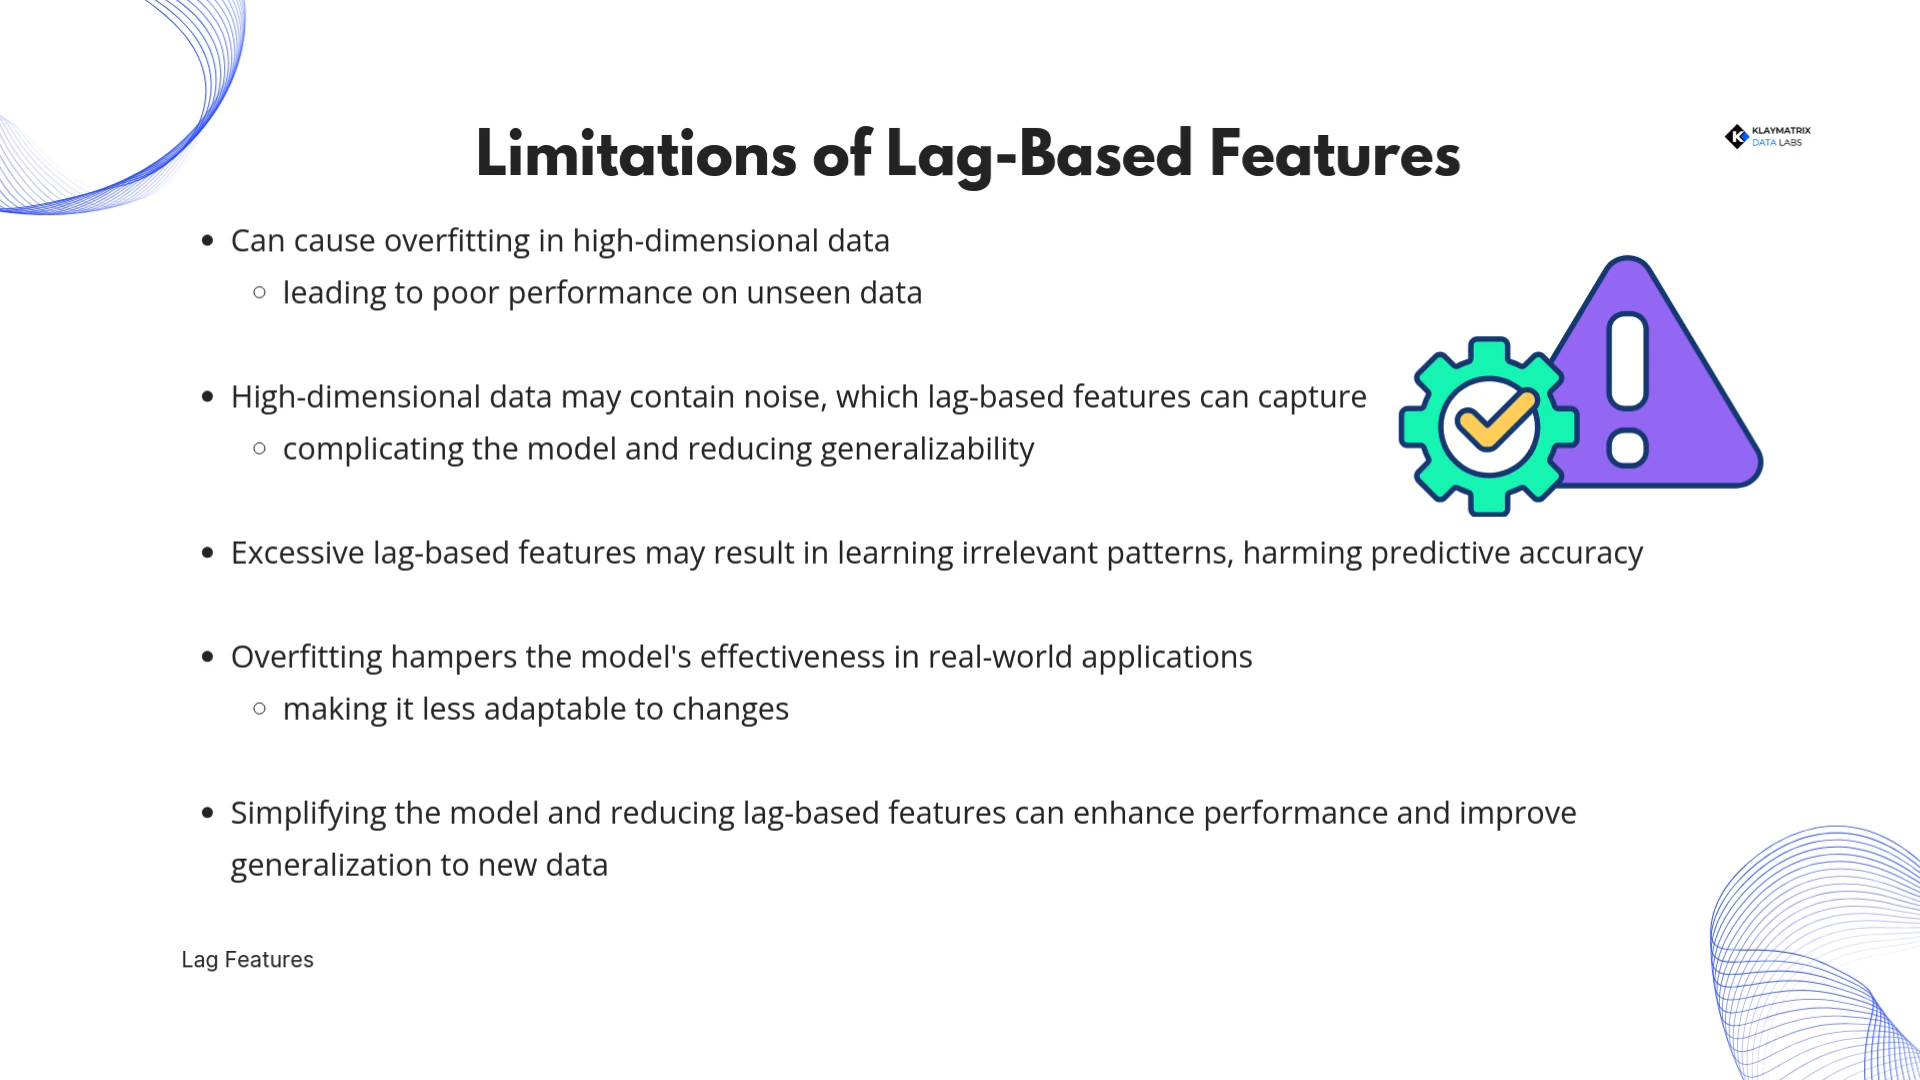 Limitations of Lag-Based Features
KLAYMATRIX
DATA LABS
• Can cause overfitting in high-dimensional data
○ leading to poor performance on unseen data
• High-dimensional data may contain noise, which lag-based features can capture
○ complicating the model and reducing generalizability
• Excessive lag-based features may result in learning irrelevant patterns, harming predictive accuracy
• Overfitting hampers the model's effectiveness in real-world applications
○ making it less adaptable to changes
• Simplifying the model and reducing lag-based features can enhance performance and improve
generalization to new data
Lag Features